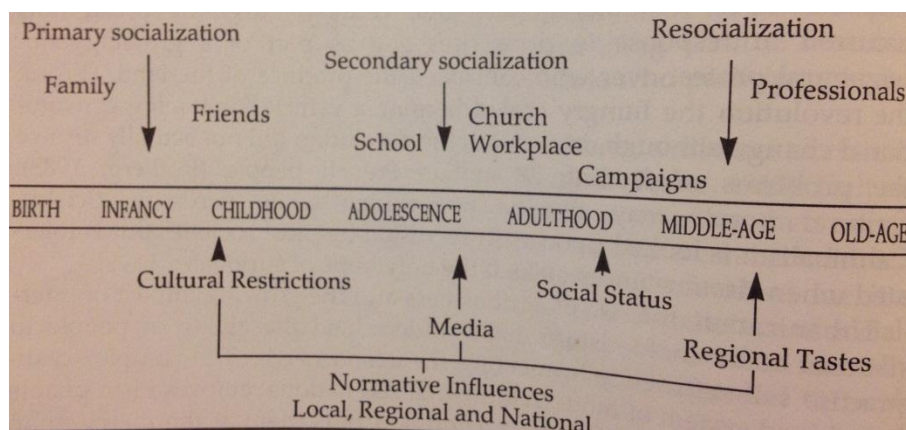 Primary socialization
Family
Friends
Secondary socialization
School
Church
Workplace
Resocialization
Professionals
Campaigns
BIRTH INFANCY CHILDHOOD ADOLESCENCE ADULTHOOD MIDDLE-AGE OLD-AGE
Cultural Restrictions
Media
Social Status
Regional Tastes
Normative Influences
Local, Regional and National